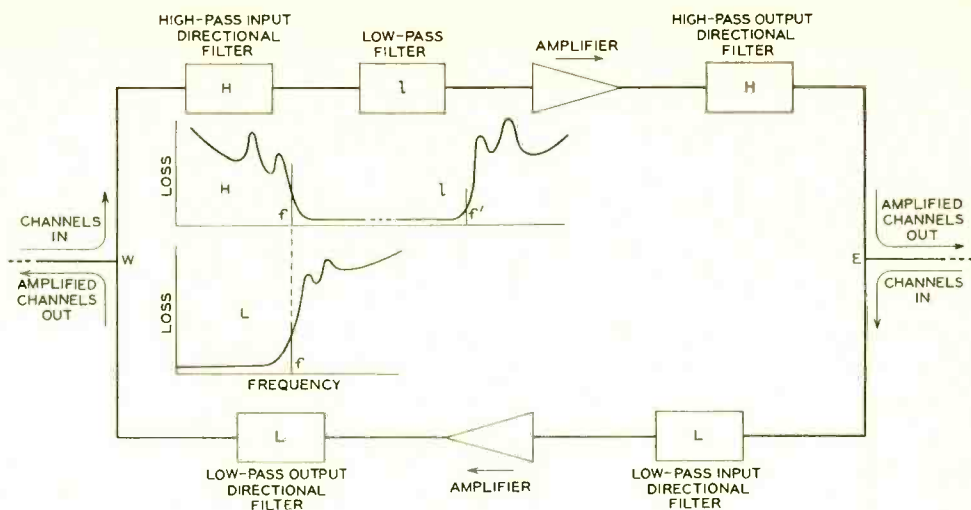 HIGH-PASS INPUT
DIRECTIONAL
FILTER
LOW-PASS
FILTER
AMPLIFIER
HIGH-PASS OUTPUT
DIRECTIONAL
FILTER
H
l
H
LOSS
H
f
l
f'
CHANNELS
IN
W
AMPLIFIED
CHANNELS
OUT
AMPLIFIED
CHANNELS
OUT
E
CHANNELS
IN
LOSS
L
f
FREQUENCY
L
LOW-PASS OUTPUT
DIRECTIONAL
FILTER
AMPLIFIER
L
LOW-PASS INPUT
DIRECTIONAL
FILTER